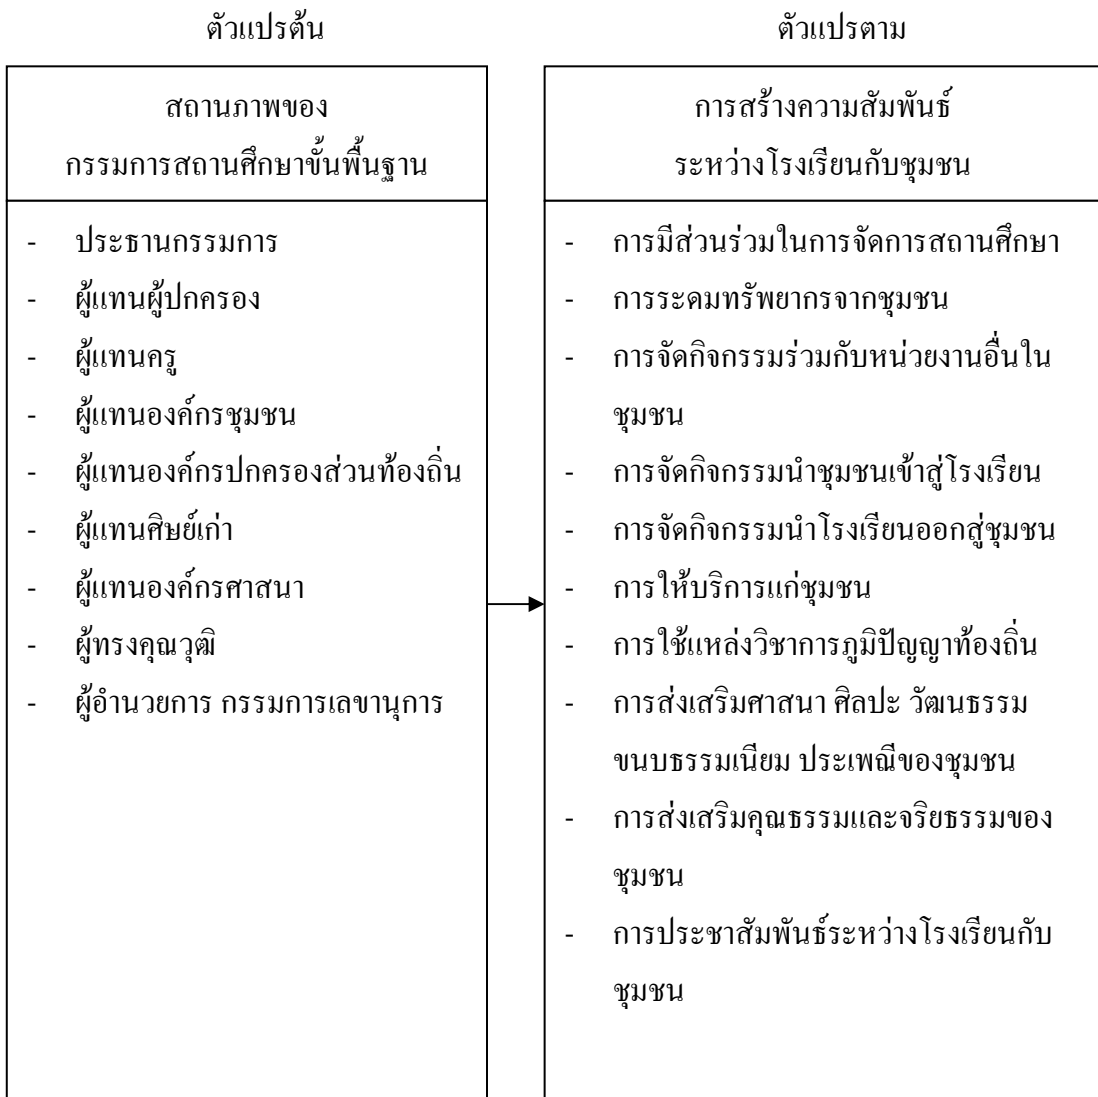 ตัวแปรต้น
สถานภาพของ
กรรมการสถานศึกษาขั้นพื้นฐาน
- ประธานกรรมการ
- ผู้แทนผู้ปกครอง
- ผู้แทนครู
- ผู้แทนองค์กรชุมชน
- ผู้แทนองค์กรปกครองส่วนท้องถิ่น
- ผู้แทนศิษย์เก่า
- ผู้แทนองค์กรศาสนา
- ผู้ทรงคุณวุฒิ
- ผู้อำนวยการ กรรมการเลขานุการ
ตัวแปรตาม
การสร้างความสัมพันธ์
ระหว่างโรงเรียนกับชุมชน
- การมีส่วนร่วมในการจัดการสถานศึกษา
- การระดมทรัพยากรจากชุมชน
- การจัดกิจกรรมร่วมกับหน่วยงานอื่นใน
ชุมชน
- การจัดกิจกรรมนำชุมชนเข้าสู่โรงเรียน
- การจัดกิจกรรมนำโรงเรียนออกสู่ชุมชน
- การให้บริการแก่ชุมชน
- การใช้แหล่งวิชาการภูมิปัญญาท้องถิ่น
- การส่งเสริมศาสนา ศิลปะ วัฒนธรรม
ขนบธรรมเนียม ประเพณีของชุมชน
- การส่งเสริมคุณธรรมและจริยธรรมของ
ชุมชน
- การประชาสัมพันธ์ระหว่างโรงเรียนกับ
ชุมชน